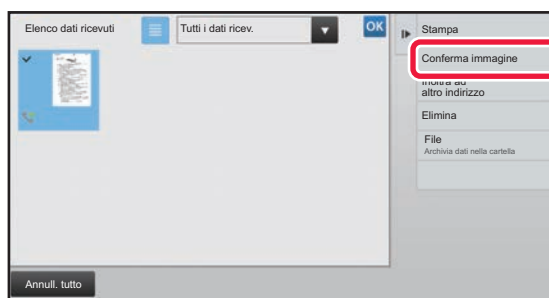 Elenco dati ricevuti
Tutti i dati ricev.
OK
Stampa
Conferma immagine
Inoltra ad
altro indirizzo
Elimina
File
Archivia dati nella cartella
Annull. tutto